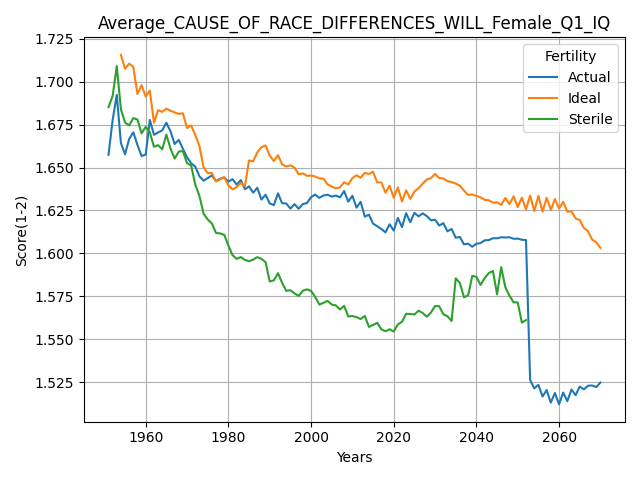 Average_CAUSE_OF_RACE_DIFFERENCES_WILL_Female_Q1_IQ
Fertility
Actual
Ideal
Sterile
Score(1-2)
1.725
1.700
1.675
1.650
1.625
1.600
1.575
1.550
1.525
1960
1980
2000
2020
2040
2060
Years